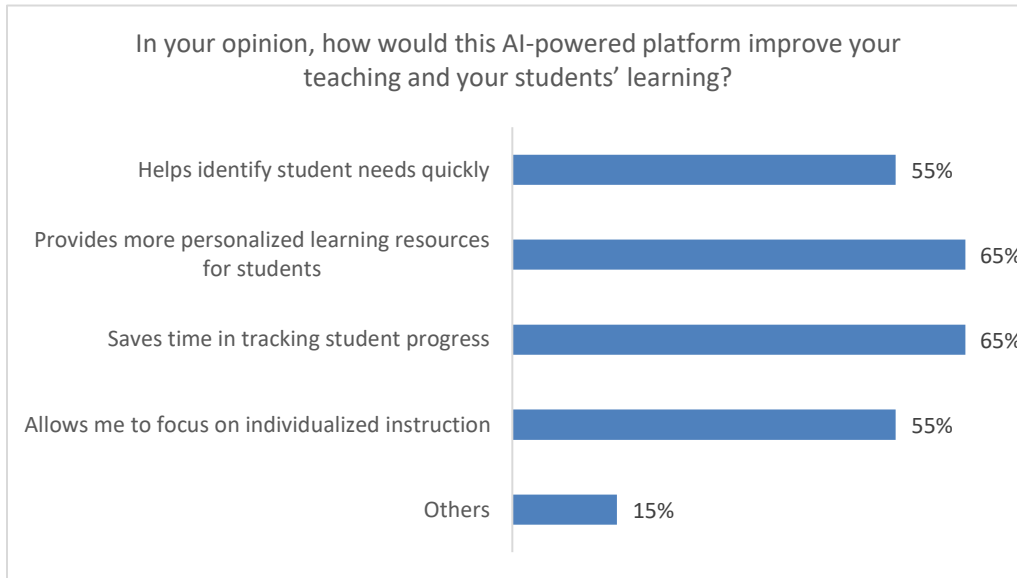 In your opinion, how would this AI-powered platform improve your
teaching and your students’ learning?
Helps identify student needs quickly
55%
Provides more personalized learning resources
for students
65%
Saves time in tracking student progress
65%
Allows me to focus on individualized instruction
55%
Others
15%